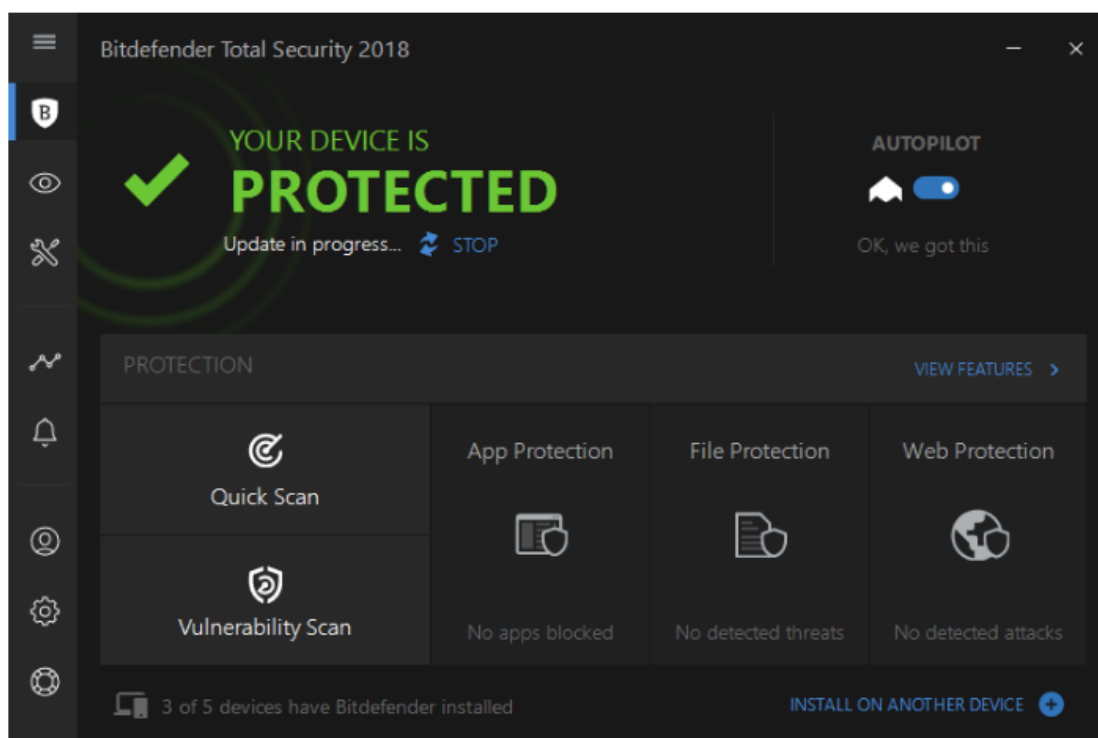 Bitdefender Total Security 2018
B
YOUR DEVICE IS
PROTECTED
Update in progress... STOP
AUTOPILOT
OK, we got this
PROTECTION
VIEW FEATURES >
Quick Scan
Vulnerability Scan
App Protection
No apps blocked
File Protection
No detected threats
Web Protection
No detected attacks
3 of 5 devices have Bitdefender installed
INSTALL ON ANOTHER DEVICE